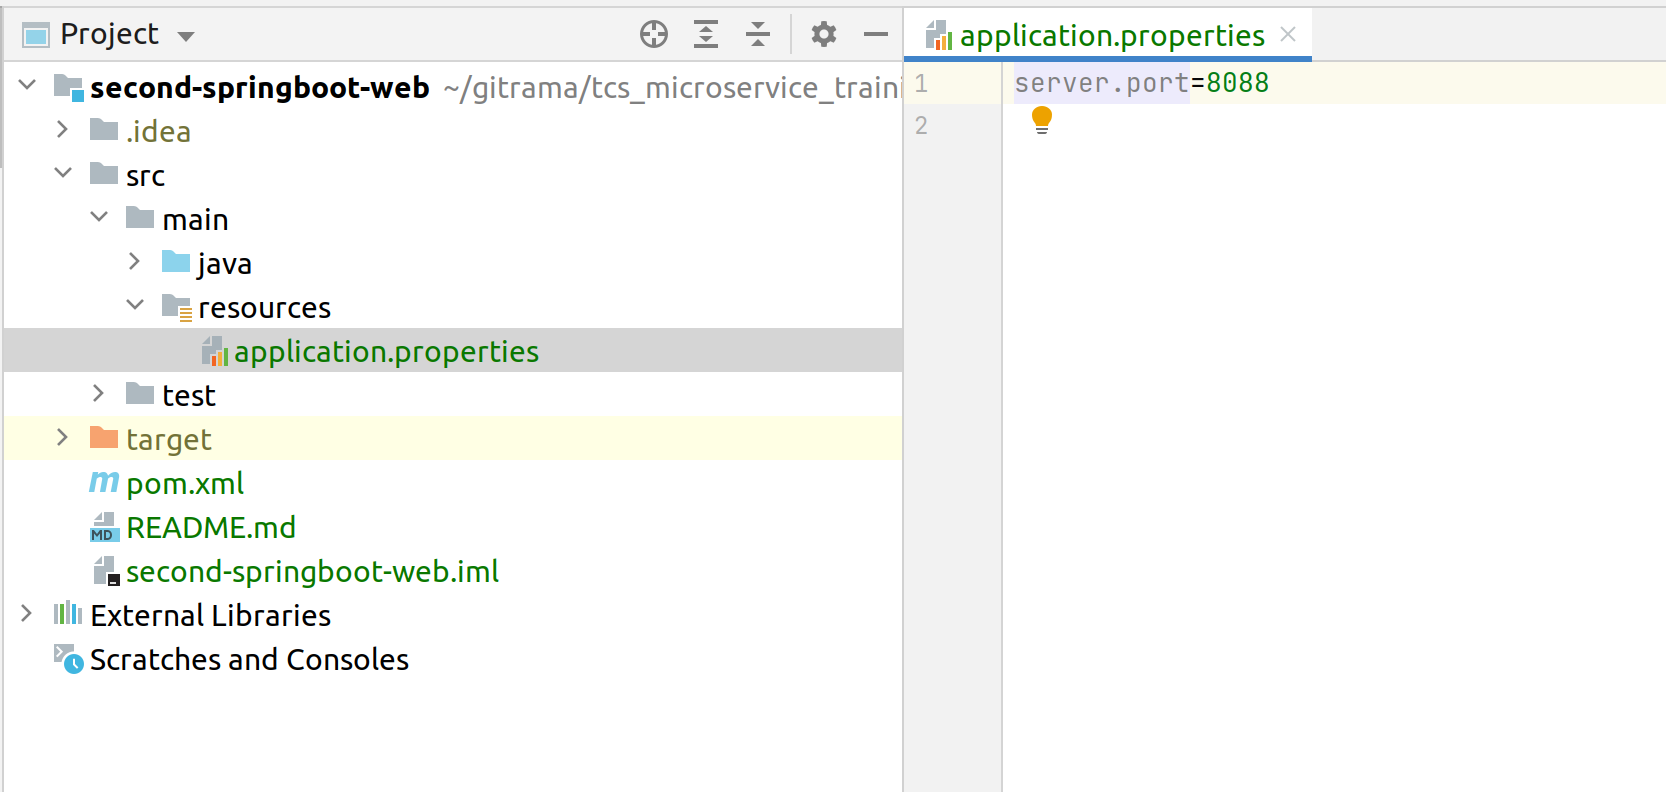 Project
second-springboot-web ~/gitrama/tcs_microservice_traini
.idea
src
main
java
resources
application.properties
test
target
pom.xml
MD README.md
second-springboot-web.iml
External Libraries
Scratches and Consoles
application.properties
1 server.port=8088
2